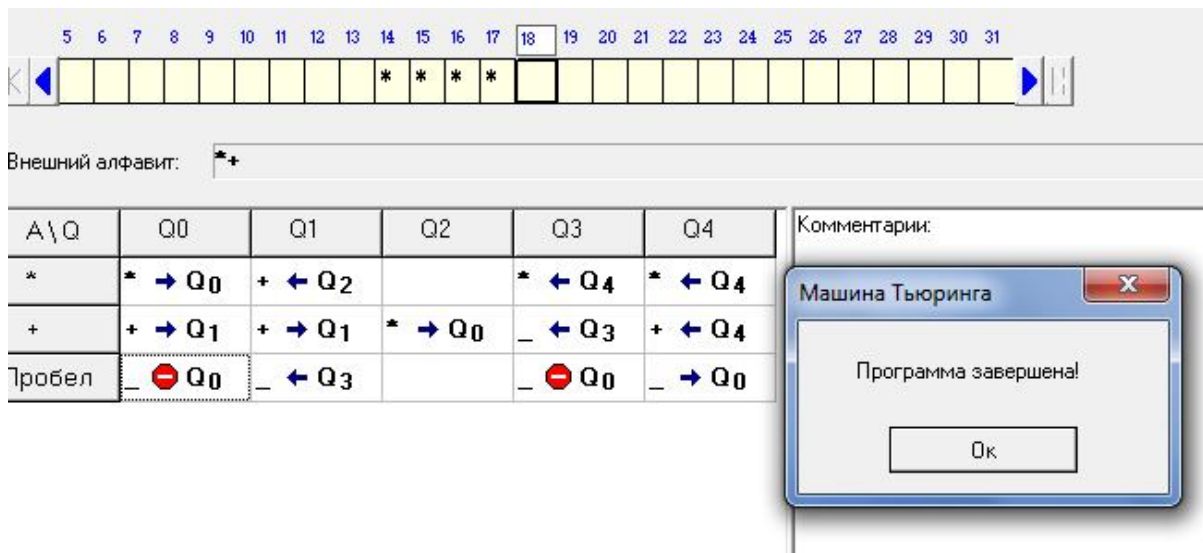 5 6 7 8 9 10 11 12 13 14 15 16 17 18 19 20 21 22 23 24 25 26 27 28 29 30 31
* * * *
Внешний алфавит: *+
A\Q Q0 Q1 Q2 Q3 Q4
* * → Q0 + ← Q2 * ← Q4 * ← Q4
+ + → Q1 + → Q1 * → Q0 _ ← Q3 + ← Q4
Пробел _ Q0 _ ← Q3 _ Q0 _ → Q0
Комментарии:
Машина Тьюринга
Программа завершена!
Ок